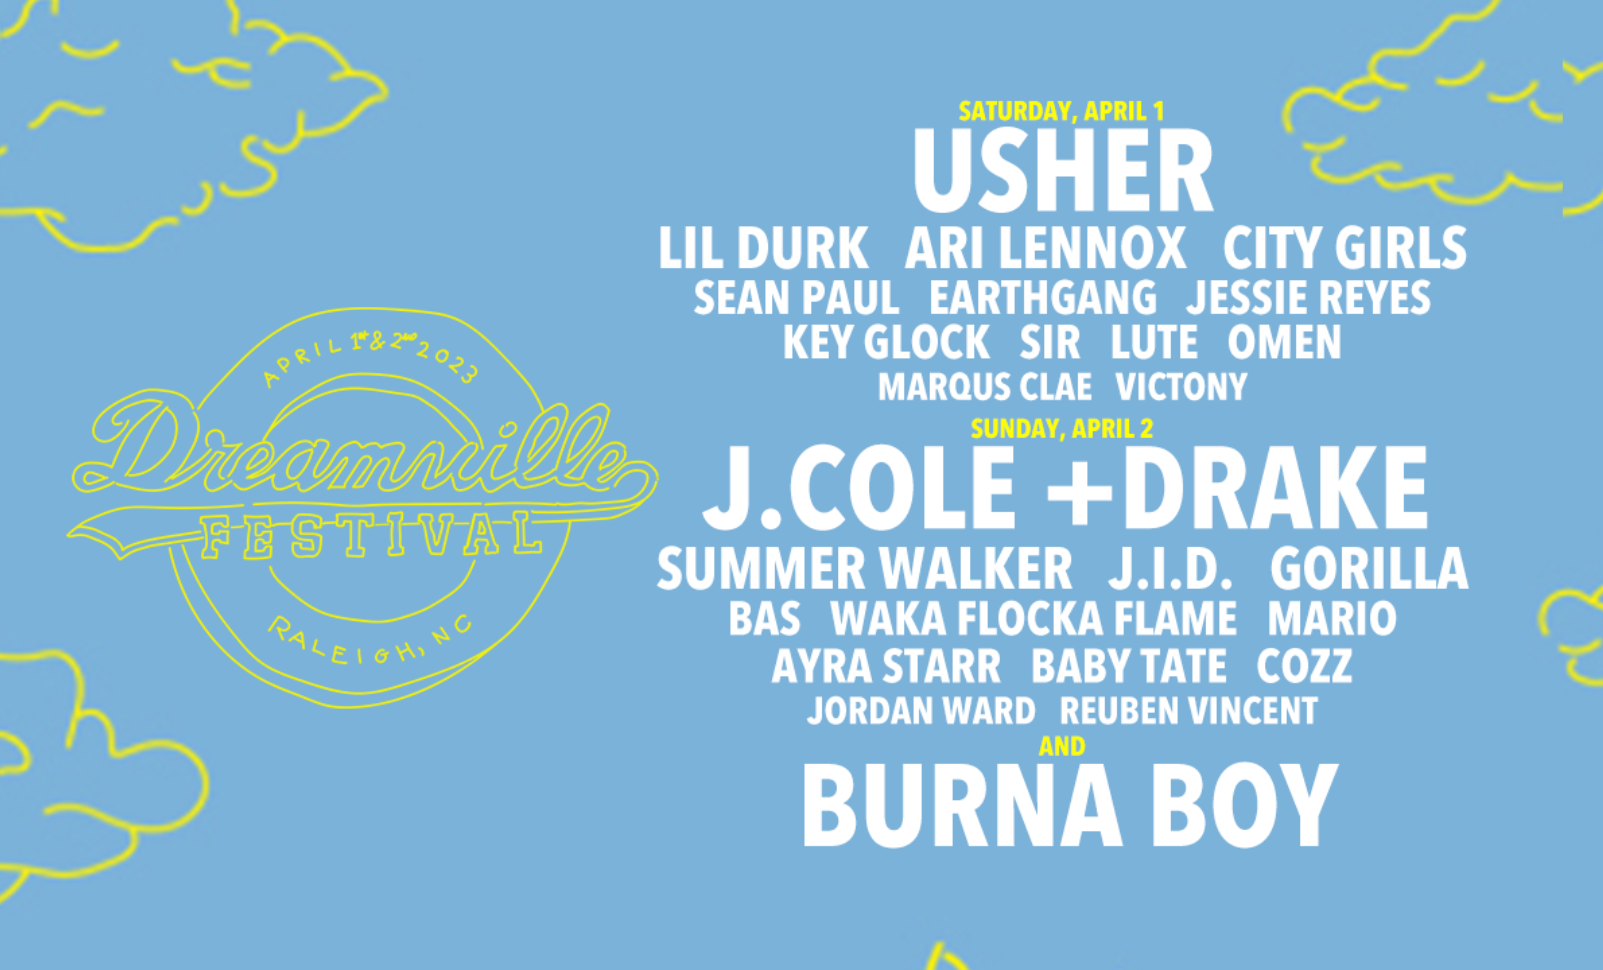 APRIL 1st & 2nd 2023
Dreamville
FESTIVAL
RALEIGH, NC
SATURDAY, APRIL 1
USHER
LIL DURK ARI LENNOX CITY GIRLS
SEAN PAUL EARTHGANG JESSIE REYES
KEY GLOCK SIR LUTE OMEN
MARQUS CLAE VICTONY
SUNDAY, APRIL 2
J.COLE +DRAKE
SUMMER WALKER J.I.D. GORILLA
BAS WAKA FLOCKA FLAME MARIO
AYRA STARR BABY TATE COZZ
JORDAN WARD REUBEN VINCENT
AND
BURNA BOY